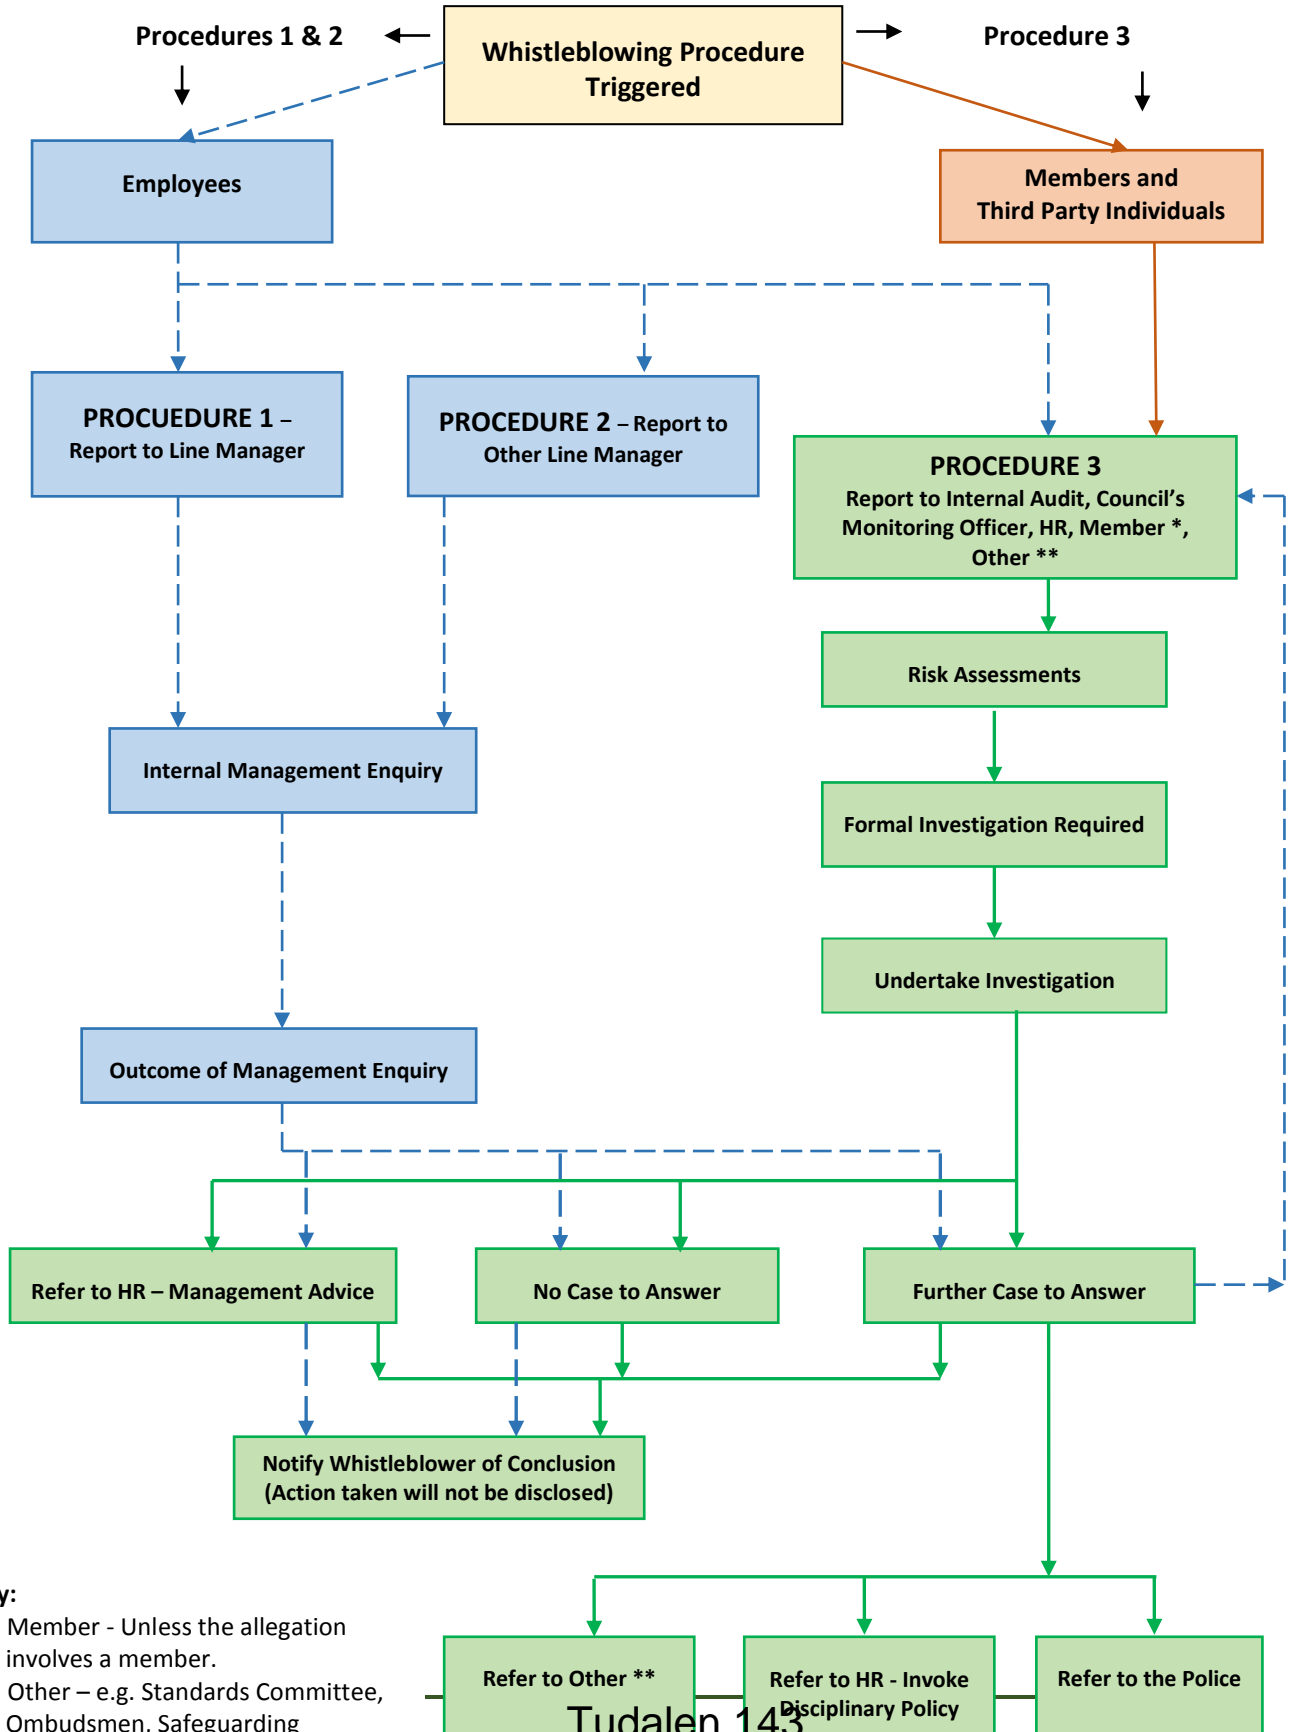 Procedures 1 & 2
Whistleblowing Procedure
Triggered
Procedure 3
Employees
Members and
Third Party Individuals
PROCUEDURE 1 –
Report to Line Manager
PROCEDURE 2 – Report to
Other Line Manager
PROCEDURE 3
Report to Internal Audit, Council’s
Monitoring Officer, HR, Member *,
Other **
Risk Assessments
Internal Management Enquiry
Formal Investigation Required
Undertake Investigation
Outcome of Management Enquiry
Refer to HR – Management Advice
No Case to Answer
Further Case to Answer
Notify Whistleblower of Conclusion
(Action taken will not be disclosed)
y:
Member - Unless the allegation
involves a member.
Other – e.g. Standards Committee,
Ombudsmen, Safeguarding
Refer to Other **
Refer to HR - Invoke
Disciplinary Policy
Refer to the Police
Tudalen 143